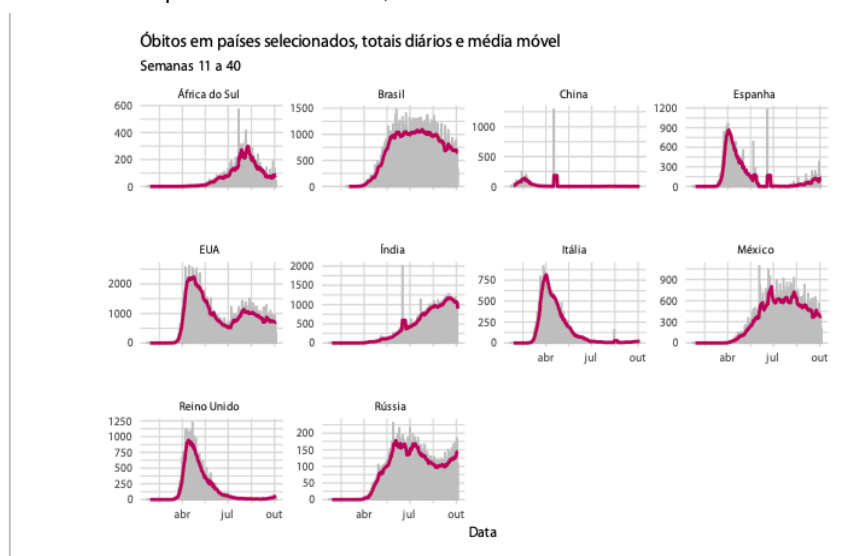 Óbitos em países selecionados, totais diários e média móvel
Semanas 11 a 40
África do Sul
600
400
200
0
Brasil
1500
1000
500
0
China
1000
500
0
Espanha
1200
900
600
300
0
EUA
2000
1000
0
Índia
2000
1500
1000
500
0
Itália
750
500
250
0
abr jul out
México
900
600
300
0
abr jul out
Reino Unido
1250
1000
750
500
250
0
abr jul out
Rússia
200
150
100
50
0
abr jul out
Data